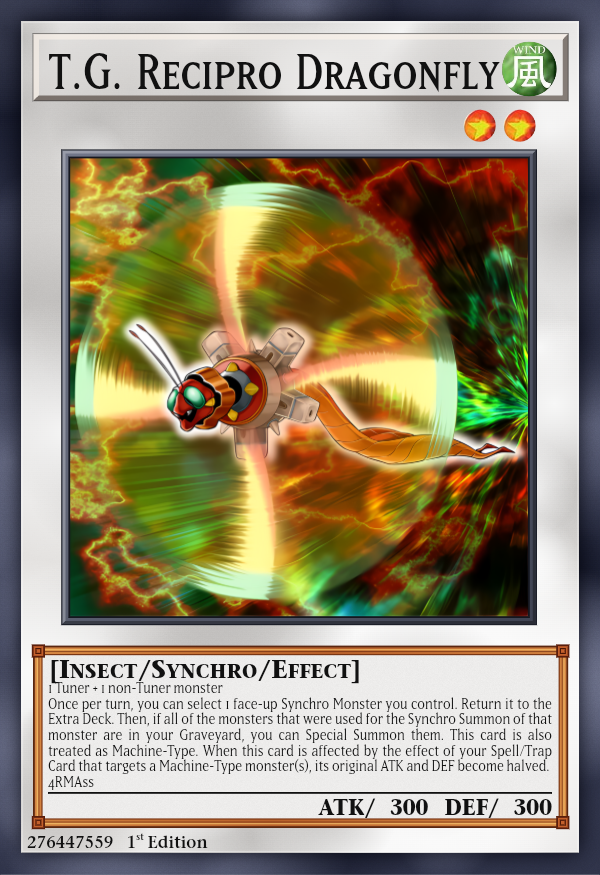 T.G. Recipro Dragonfly
WIND
風
[Insect/Synchro/Effect]
1 Tuner + 1 non-Tuner monster
Once per turn, you can select 1 face-up Synchro Monster you control. Return it to the
Extra Deck. Then, if all of the monsters that were used for the Synchro Summon of that
monster are in your Graveyard, you can Special Summon them. This card is also
treated as Machine-Type. When this card is affected by the effect of your Spell/Trap
Card that targets a Machine-Type monster(s), its original ATK and DEF become halved.
4RMAss
ATK/ 300 DEF/ 300
276447559 1st Edition